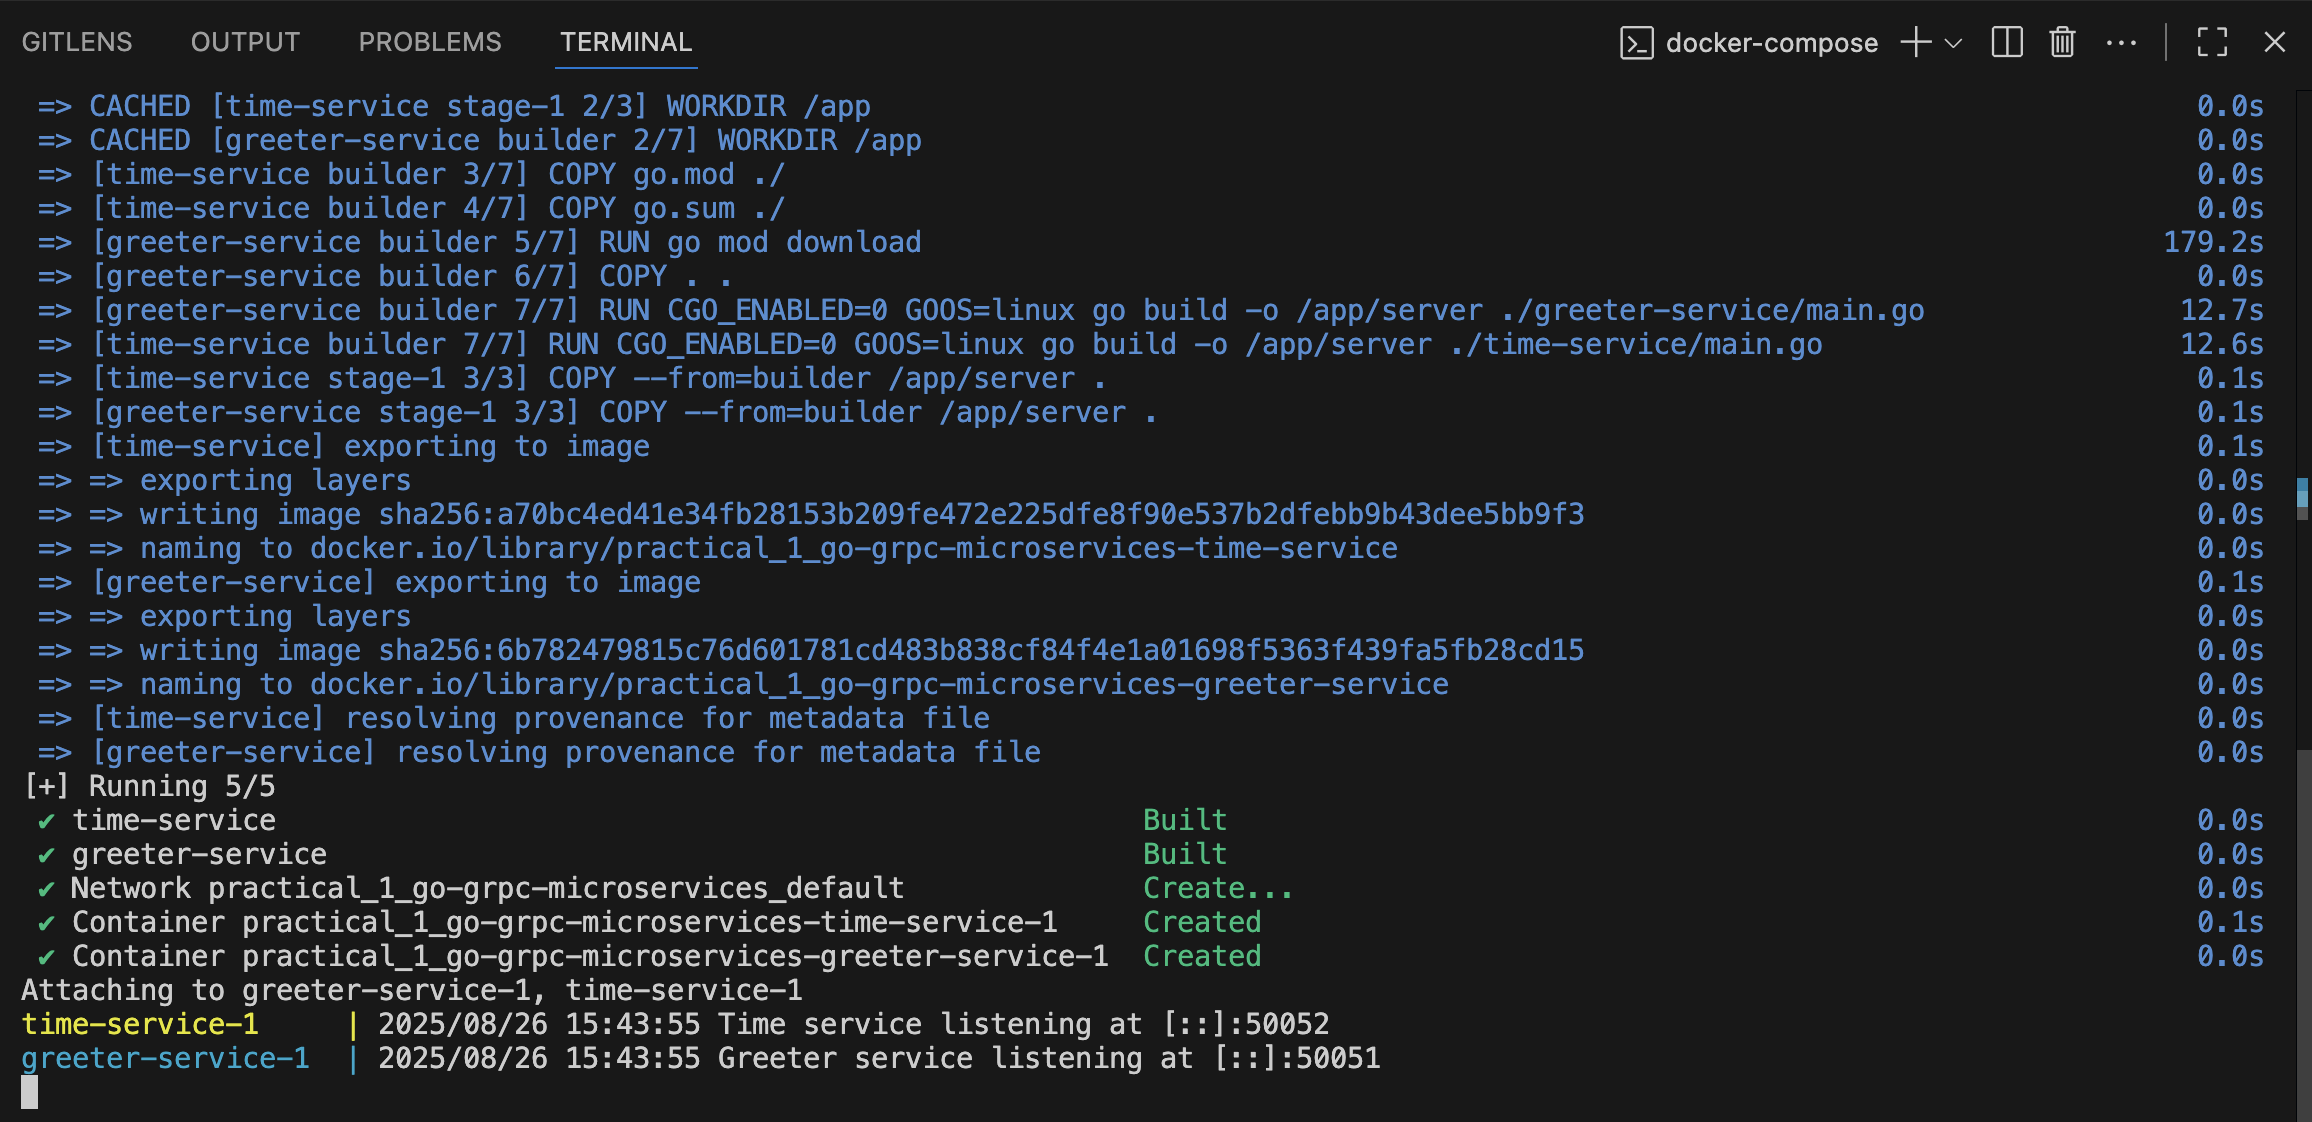 GITLENS OUTPUT PROBLEMS TERMINAL docker-compose
=> CACHED [time-service stage-1 2/3] WORKDIR /app 0.0s
=> CACHED [greeter-service builder 2/7] WORKDIR /app 0.0s
=> [time-service builder 3/7] COPY go.mod ./ 0.0s
=> [time-service builder 4/7] COPY go.sum ./ 0.0s
=> [greeter-service builder 5/7] RUN go mod download 179.2s
=> [greeter-service builder 6/7] COPY . . 0.0s
=> [greeter-service builder 7/7] RUN CGO_ENABLED=0 GOOS=linux go build -o /app/server ./greeter-service/main.go 12.7s
=> [time-service builder 7/7] RUN CGO_ENABLED=0 GOOS=linux go build -o /app/server ./time-service/main.go 12.6s
=> [time-service stage-1 3/3] COPY --from=builder /app/server . 0.1s
=> [greeter-service stage-1 3/3] COPY --from=builder /app/server . 0.1s
=> [time-service] exporting to image 0.1s
=> => exporting layers 0.0s
=> => writing image sha256:a70bc4ed41e34fb28153b209fe472e225dfe8f90e537b2dfebb9b43dee5bb9f3 0.0s
=> => naming to docker.io/library/practical_1_go-grpc-microservices-time-service 0.0s
=> [greeter-service] exporting to image 0.1s
=> => exporting layers 0.0s
=> => writing image sha256:6b782479815c76d601781cd483b838cf84f4e1a01698f5363f439fa5fb28cd15 0.0s
=> => naming to docker.io/library/practical_1_go-grpc-microservices-greeter-service 0.0s
=> [time-service] resolving provenance for metadata file 0.0s
=> [greeter-service] resolving provenance for metadata file 0.0s
[+] Running 5/5
✔ time-service Built 0.0s
✔ greeter-service Built 0.0s
✔ Network practical_1_go-grpc-microservices_default Create... 0.0s
✔ Container practical_1_go-grpc-microservices-time-service-1 Created 0.1s
✔ Container practical_1_go-grpc-microservices-greeter-service-1 Created 0.0s
Attaching to greeter-service-1, time-service-1
time-service-1 | 2025/08/26 15:43:55 Time service listening at [::]:50052
greeter-service-1 | 2025/08/26 15:43:55 Greeter service listening at [::]:50051